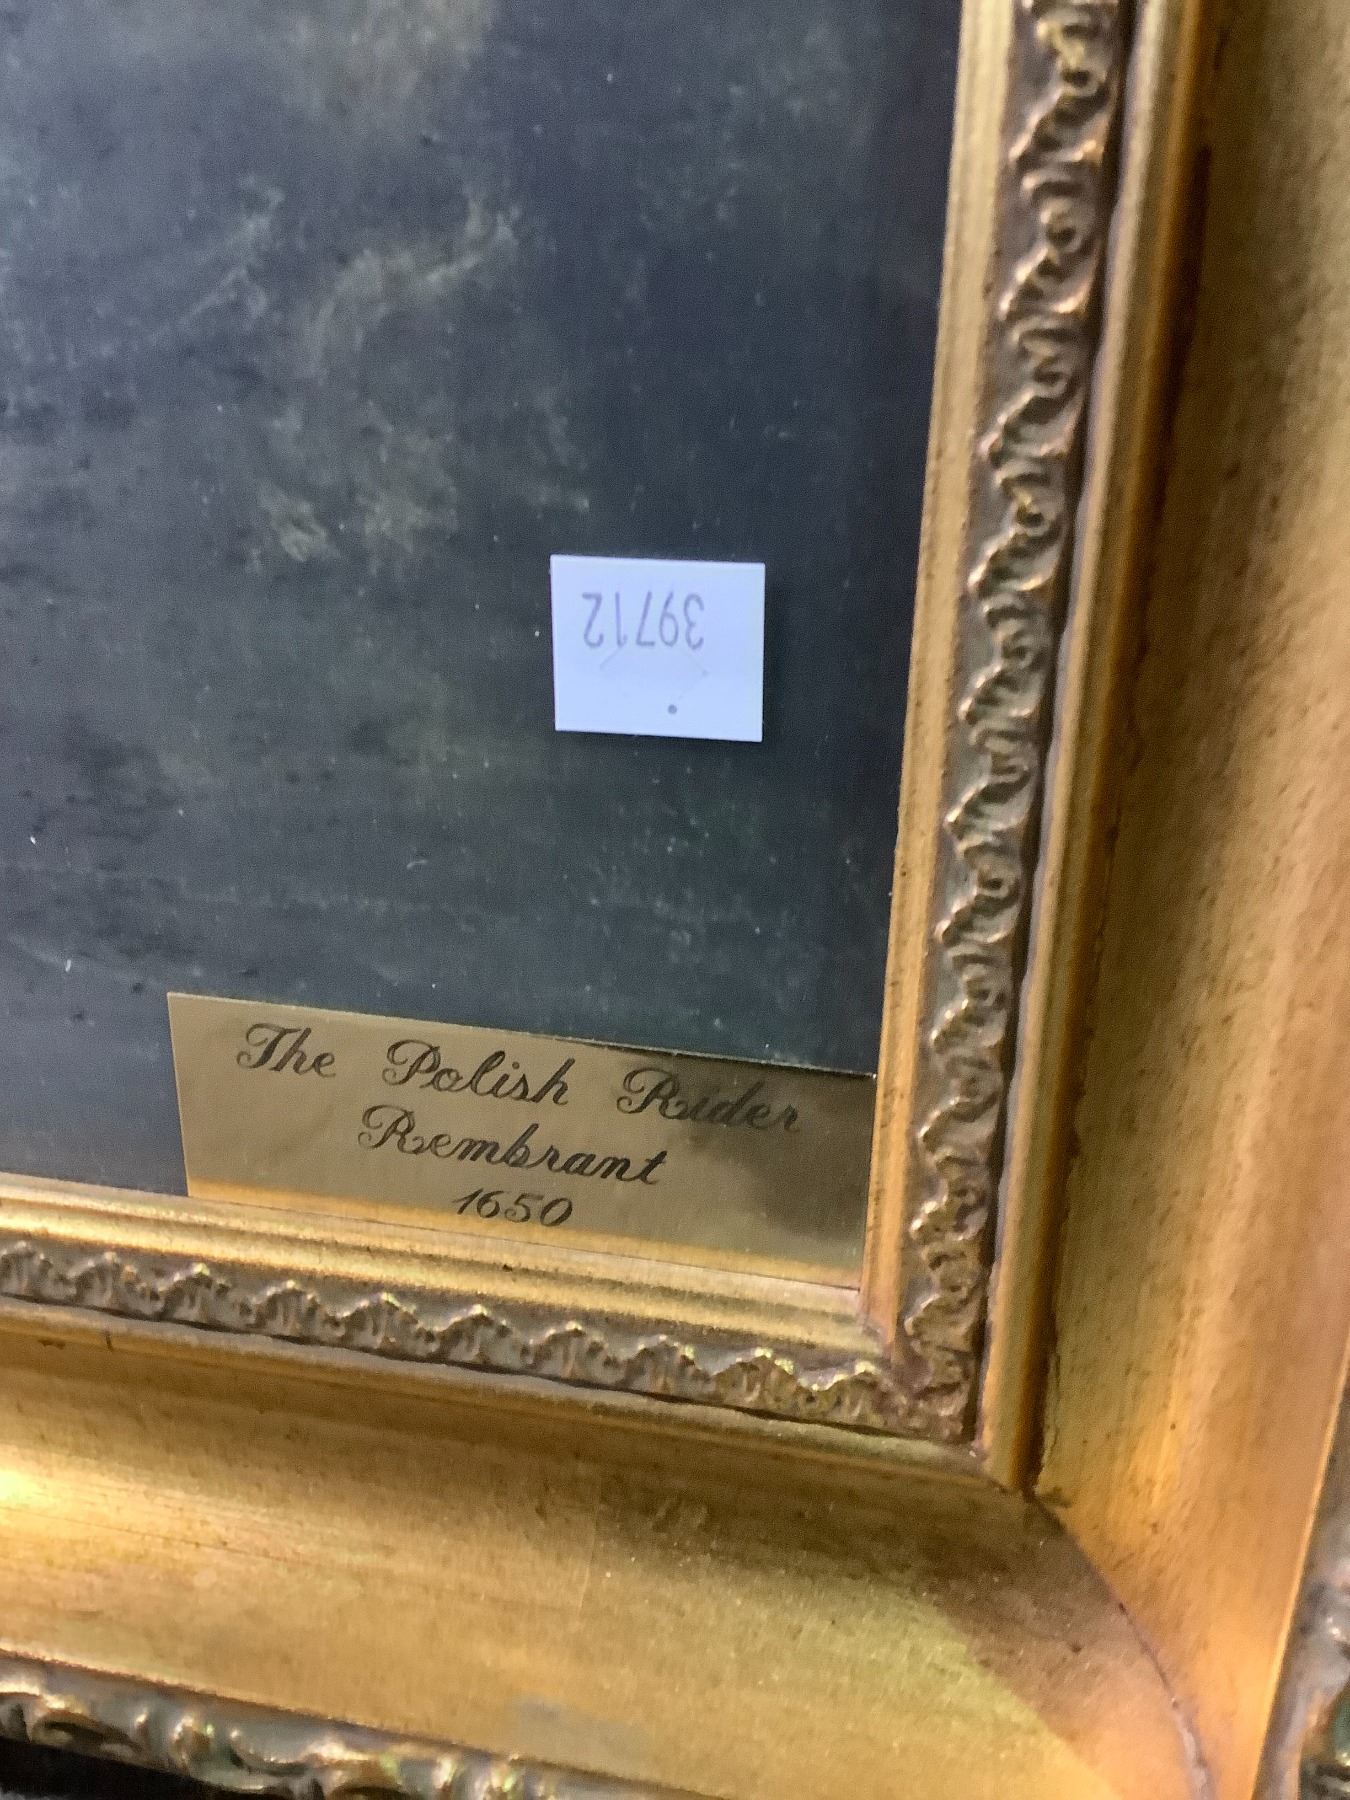 39712
The Polish Rider
Rembrant
1650